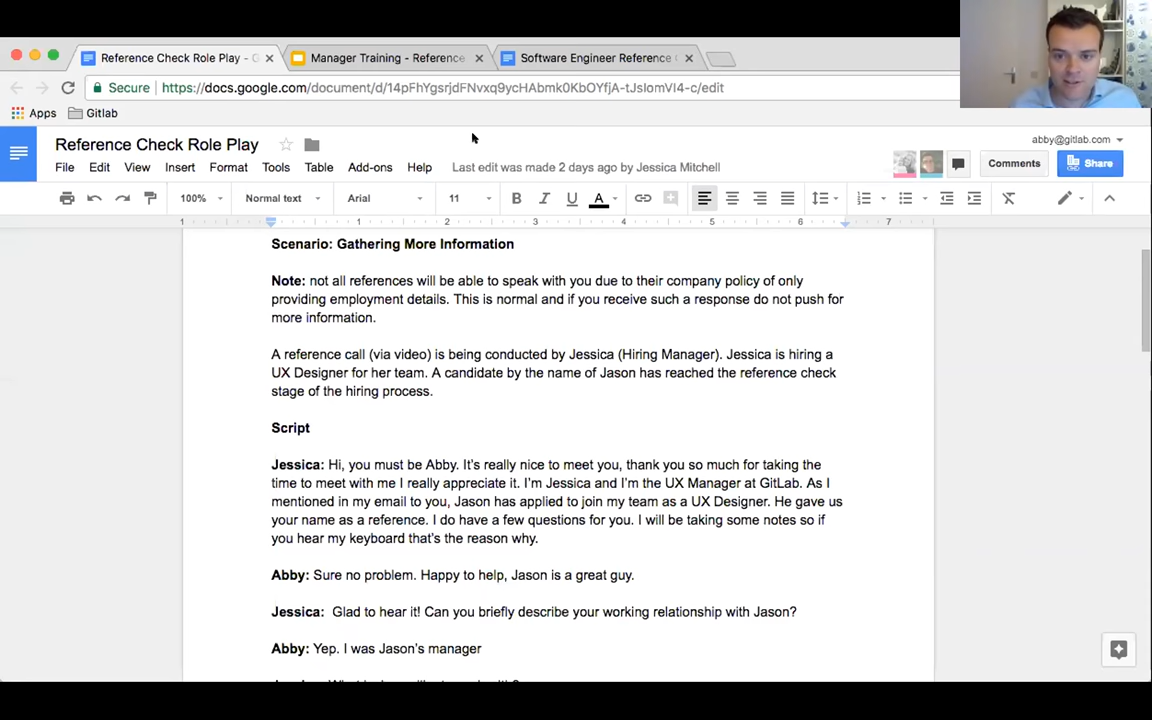 Reference Check Role Play - G
Manager Training - Reference
Software Engineer Reference
Secure https://docs.google.com/document/d/14pFhYgsrjdFNvxq9ycHAbmk0KbOYfjA-tJsIomVI4-c/edit
Apps Gitlab
abby@gitlab.com
Reference Check Role Play
File Edit View Insert Format Tools Table Add-ons Help Last edit was made 2 days ago by Jessica Mitchell
Comments Share
100% Normal text Arial 11 B I U A
1 1 2 3 4 5 6 7
Scenario: Gathering More Information
Note: not all references will be able to speak with you due to their company policy of only
providing employment details. This is normal and if you receive such a response do not push for
more information.
A reference call (via video) is being conducted by Jessica (Hiring Manager). Jessica is hiring a
UX Designer for her team. A candidate by the name of Jason has reached the reference check
stage of the hiring process.
Script
Jessica: Hi, you must be Abby. It's really nice to meet you, thank you so much for taking the
time to meet with me I really appreciate it. I'm Jessica and I'm the UX Manager at GitLab. As I
mentioned in my email to you, Jason has applied to join my team as a UX Designer. He gave us
your name as a reference. I do have a few questions for you. I will be taking some notes so if
you hear my keyboard that's the reason why.
Abby: Sure no problem. Happy to help, Jason is a great guy.
Jessica: Glad to hear it! Can you briefly describe your working relationship with Jason?
Abby: Yep. I was Jason's manager